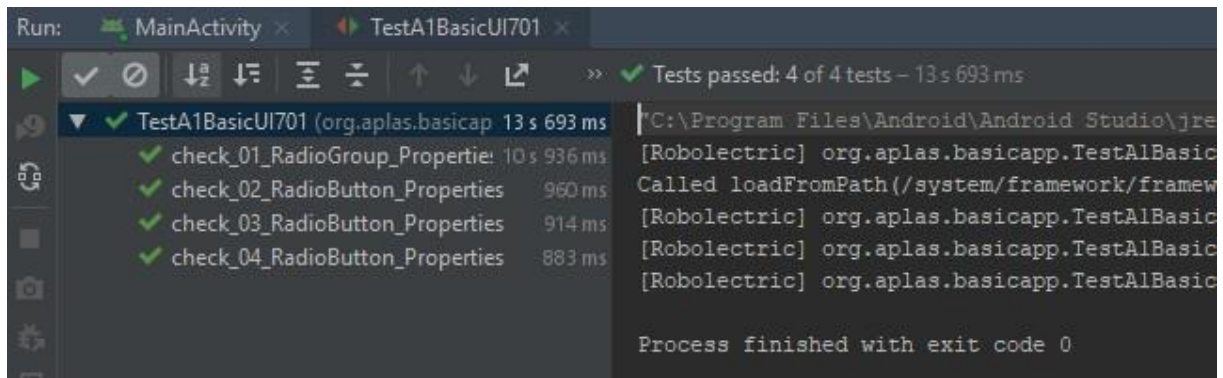 Run: MainActivity × TestA1BasicUI701 ×
» Tests passed: 4 of 4 tests – 13 s 693 ms
TestA1BasicUI701 (org.aplas.basicap 13 s 693 ms
check_01_RadioGroup_Propertie: 10 s 936 ms
check_02_RadioButton_Properties 960 ms
check_03_RadioButton_Properties 914 ms
check_04_RadioButton_Properties 883 ms
"C:\Program Files\Android\Android Studio\jre
[Robolectric] org.aplas.basicapp.TestA1Basic
Called loadFromPath(/system/framework/framew
[Robolectric] org.aplas.basicapp.TestA1Basic
[Robolectric] org.aplas.basicapp.TestA1Basic
[Robolectric] org.aplas.basicapp.TestA1Basic
Process finished with exit code 0